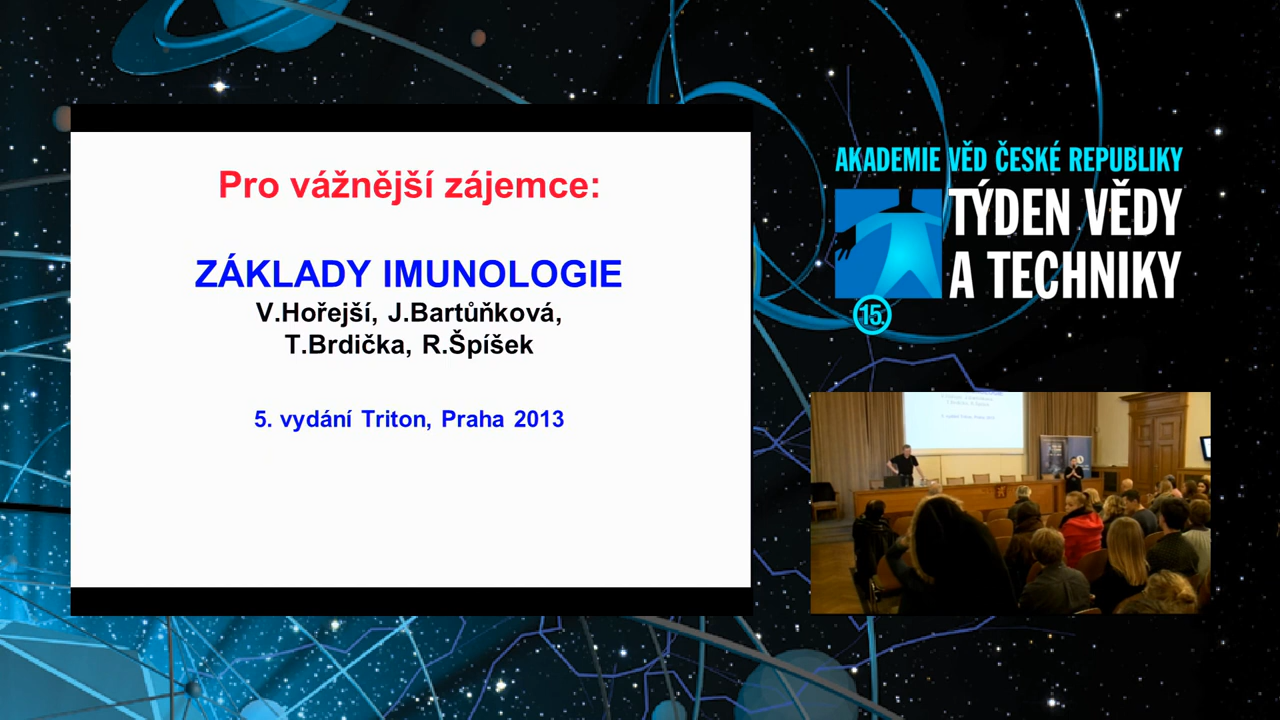 Pro vážnější zájemce:
ZÁKLADY IMUNOLOGIE
V.Hořejší, J.Bartůňková,
T.Brdička, R.Špíšek
5. vydání Triton, Praha 2013
AKADEMIE VĚD ČESKÉ REPUBLIKY
TÝDEN VĚDY
A TECHNIKY
15.